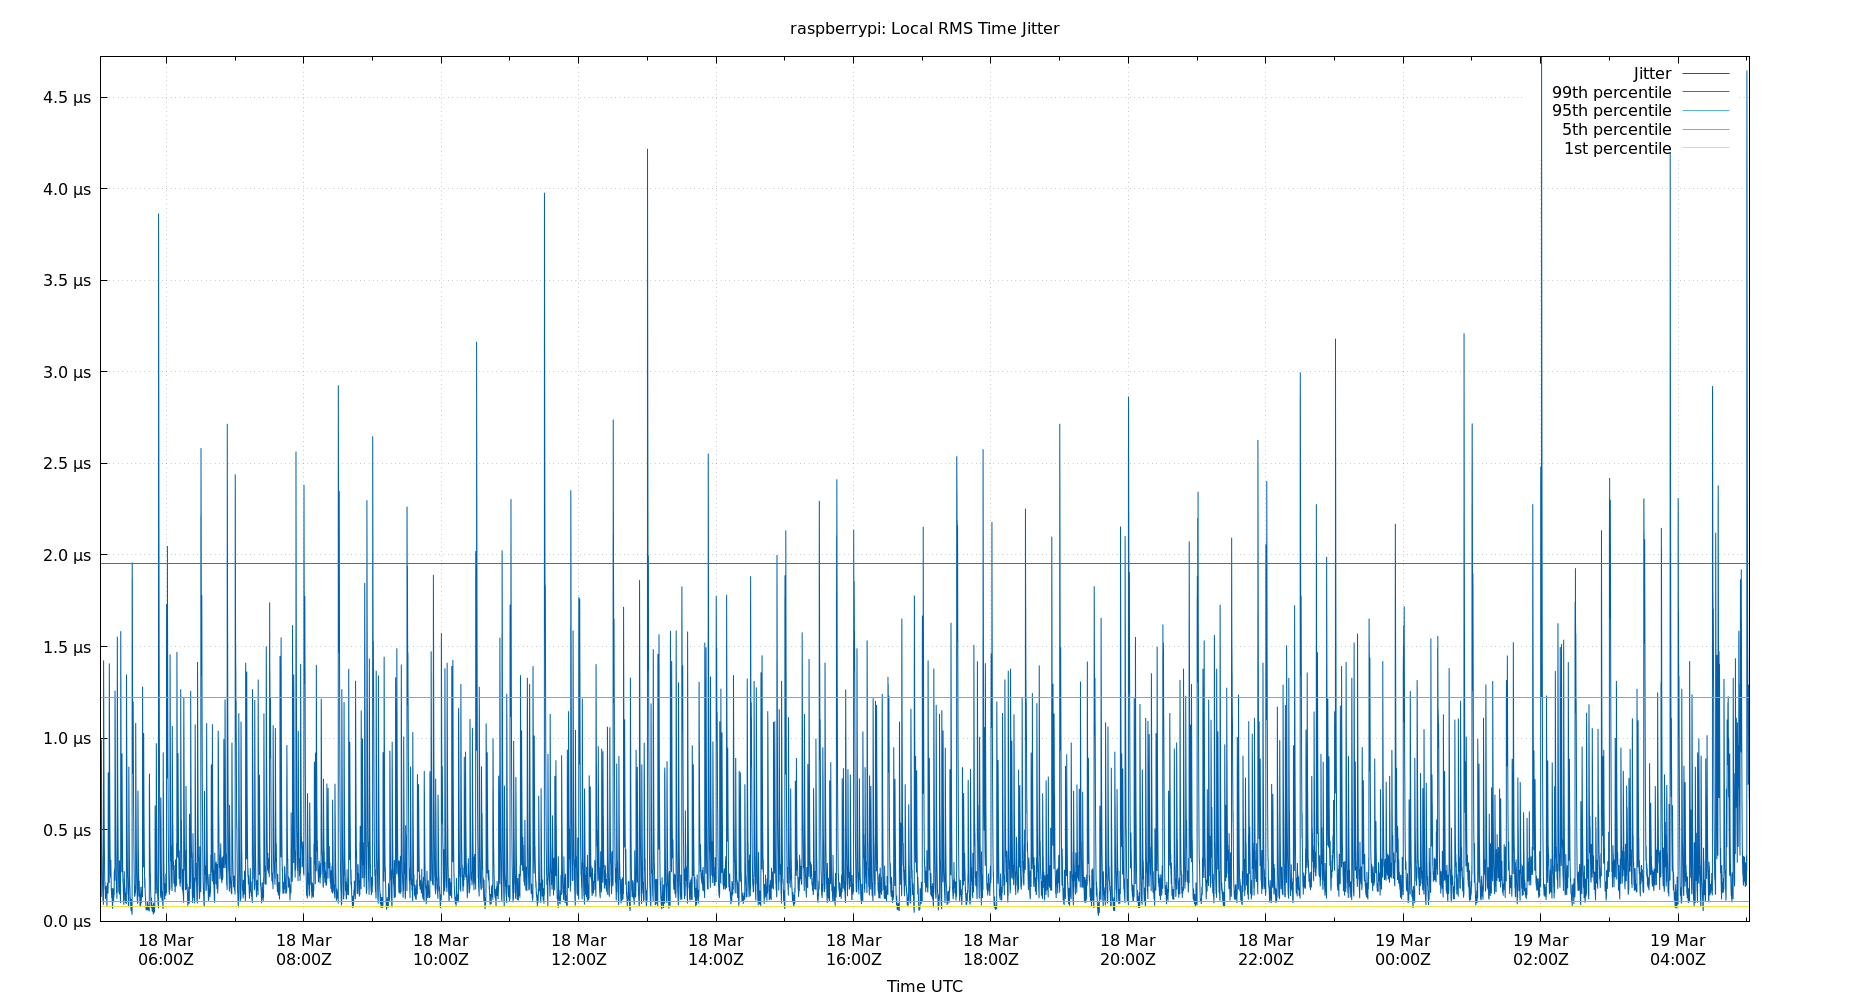 raspberrypi: Local RMS Time Jitter
Jitter
99th percentile
95th percentile
5th percentile
1st percentile
4.5 µs
4.0 µs
3.5 µs
3.0 µs
2.5 µs
2.0 µs
1.5 µs
1.0 µs
0.5 µs
0.0 µs
18 Mar 18 Mar 18 Mar 18 Mar 18 Mar 18 Mar 18 Mar 18 Mar 18 Mar 19 Mar 19 Mar 19 Mar
06:00Z 08:00Z 10:00Z 12:00Z 14:00Z 16:00Z 18:00Z 20:00Z 22:00Z 00:00Z 02:00Z 04:00Z
Time UTC